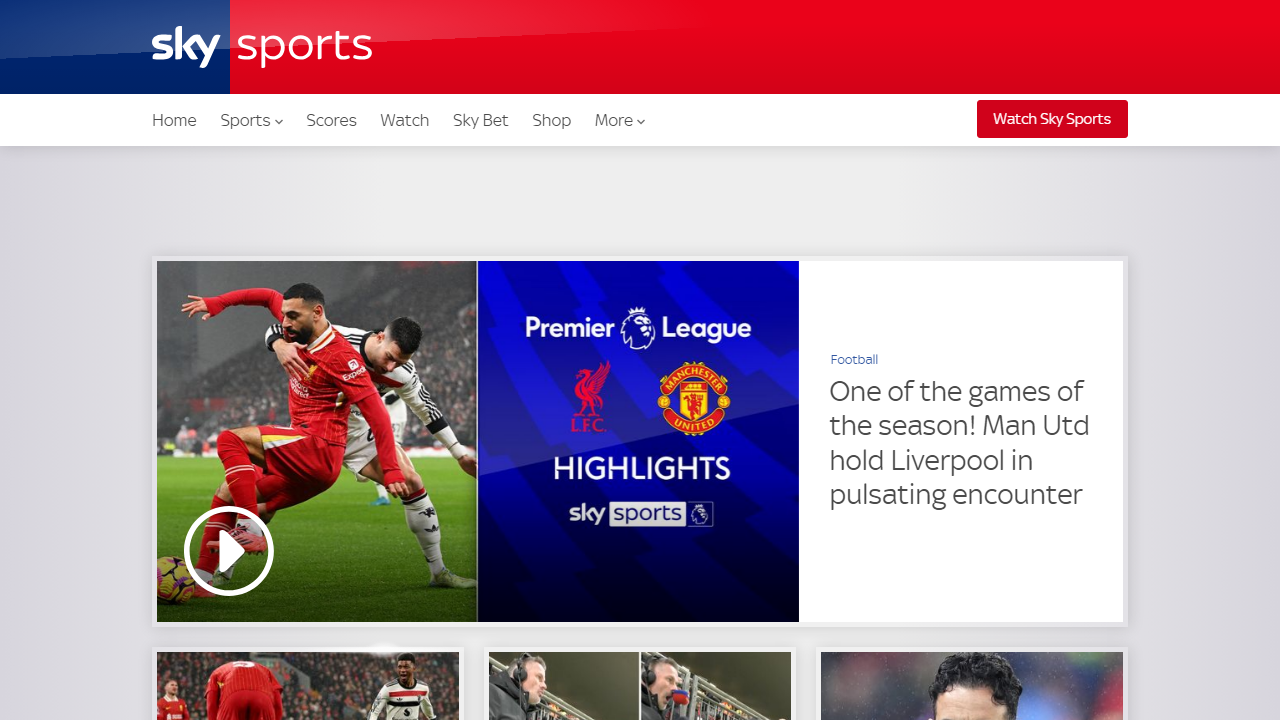 sky sports
Home Sports Scores Watch Sky Bet Shop More
Watch Sky Sports
Premier League
L.F.C.
MANCHESTER
UNITED
HIGHLIGHTS
sky sports
Football
One of the games of
the season! Man Utd
hold Liverpool in
pulsating encounter